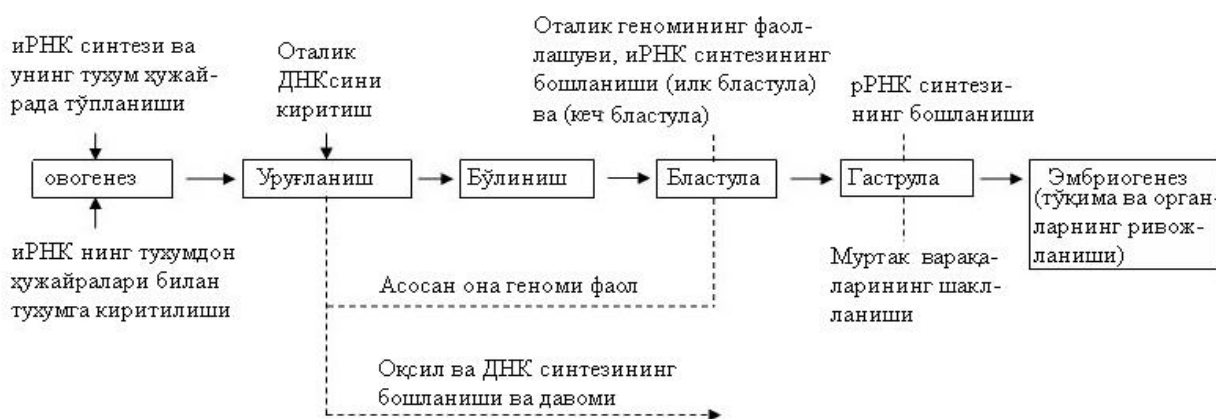 иРНК синтези ва
унинг тухум ҳужай-
рада тўпланиши
Оталик
ДНКсини
киритиш
Оталик геномининг фаол-
лашуви, иРНК синтезининг
бошланиши (илк бластула)
ва (кеч бластула)
рРНК синтези-
нинг бошланиши
овогенез
Уруғланиш
Бўлиниш
Бластула
Гаструла
Эмбриогенез
(тўқима ва орган-
ларнинг ривож-
ланиши)
иРНК нинг тухумдон
ҳужайралари билан
тухумга киритилиши
Асосан она геноми фаол
Муртак варақа-
ларининг шакл-
ланиши
Оқсил ва ДНК синтезининг
бошланиши ва давоми